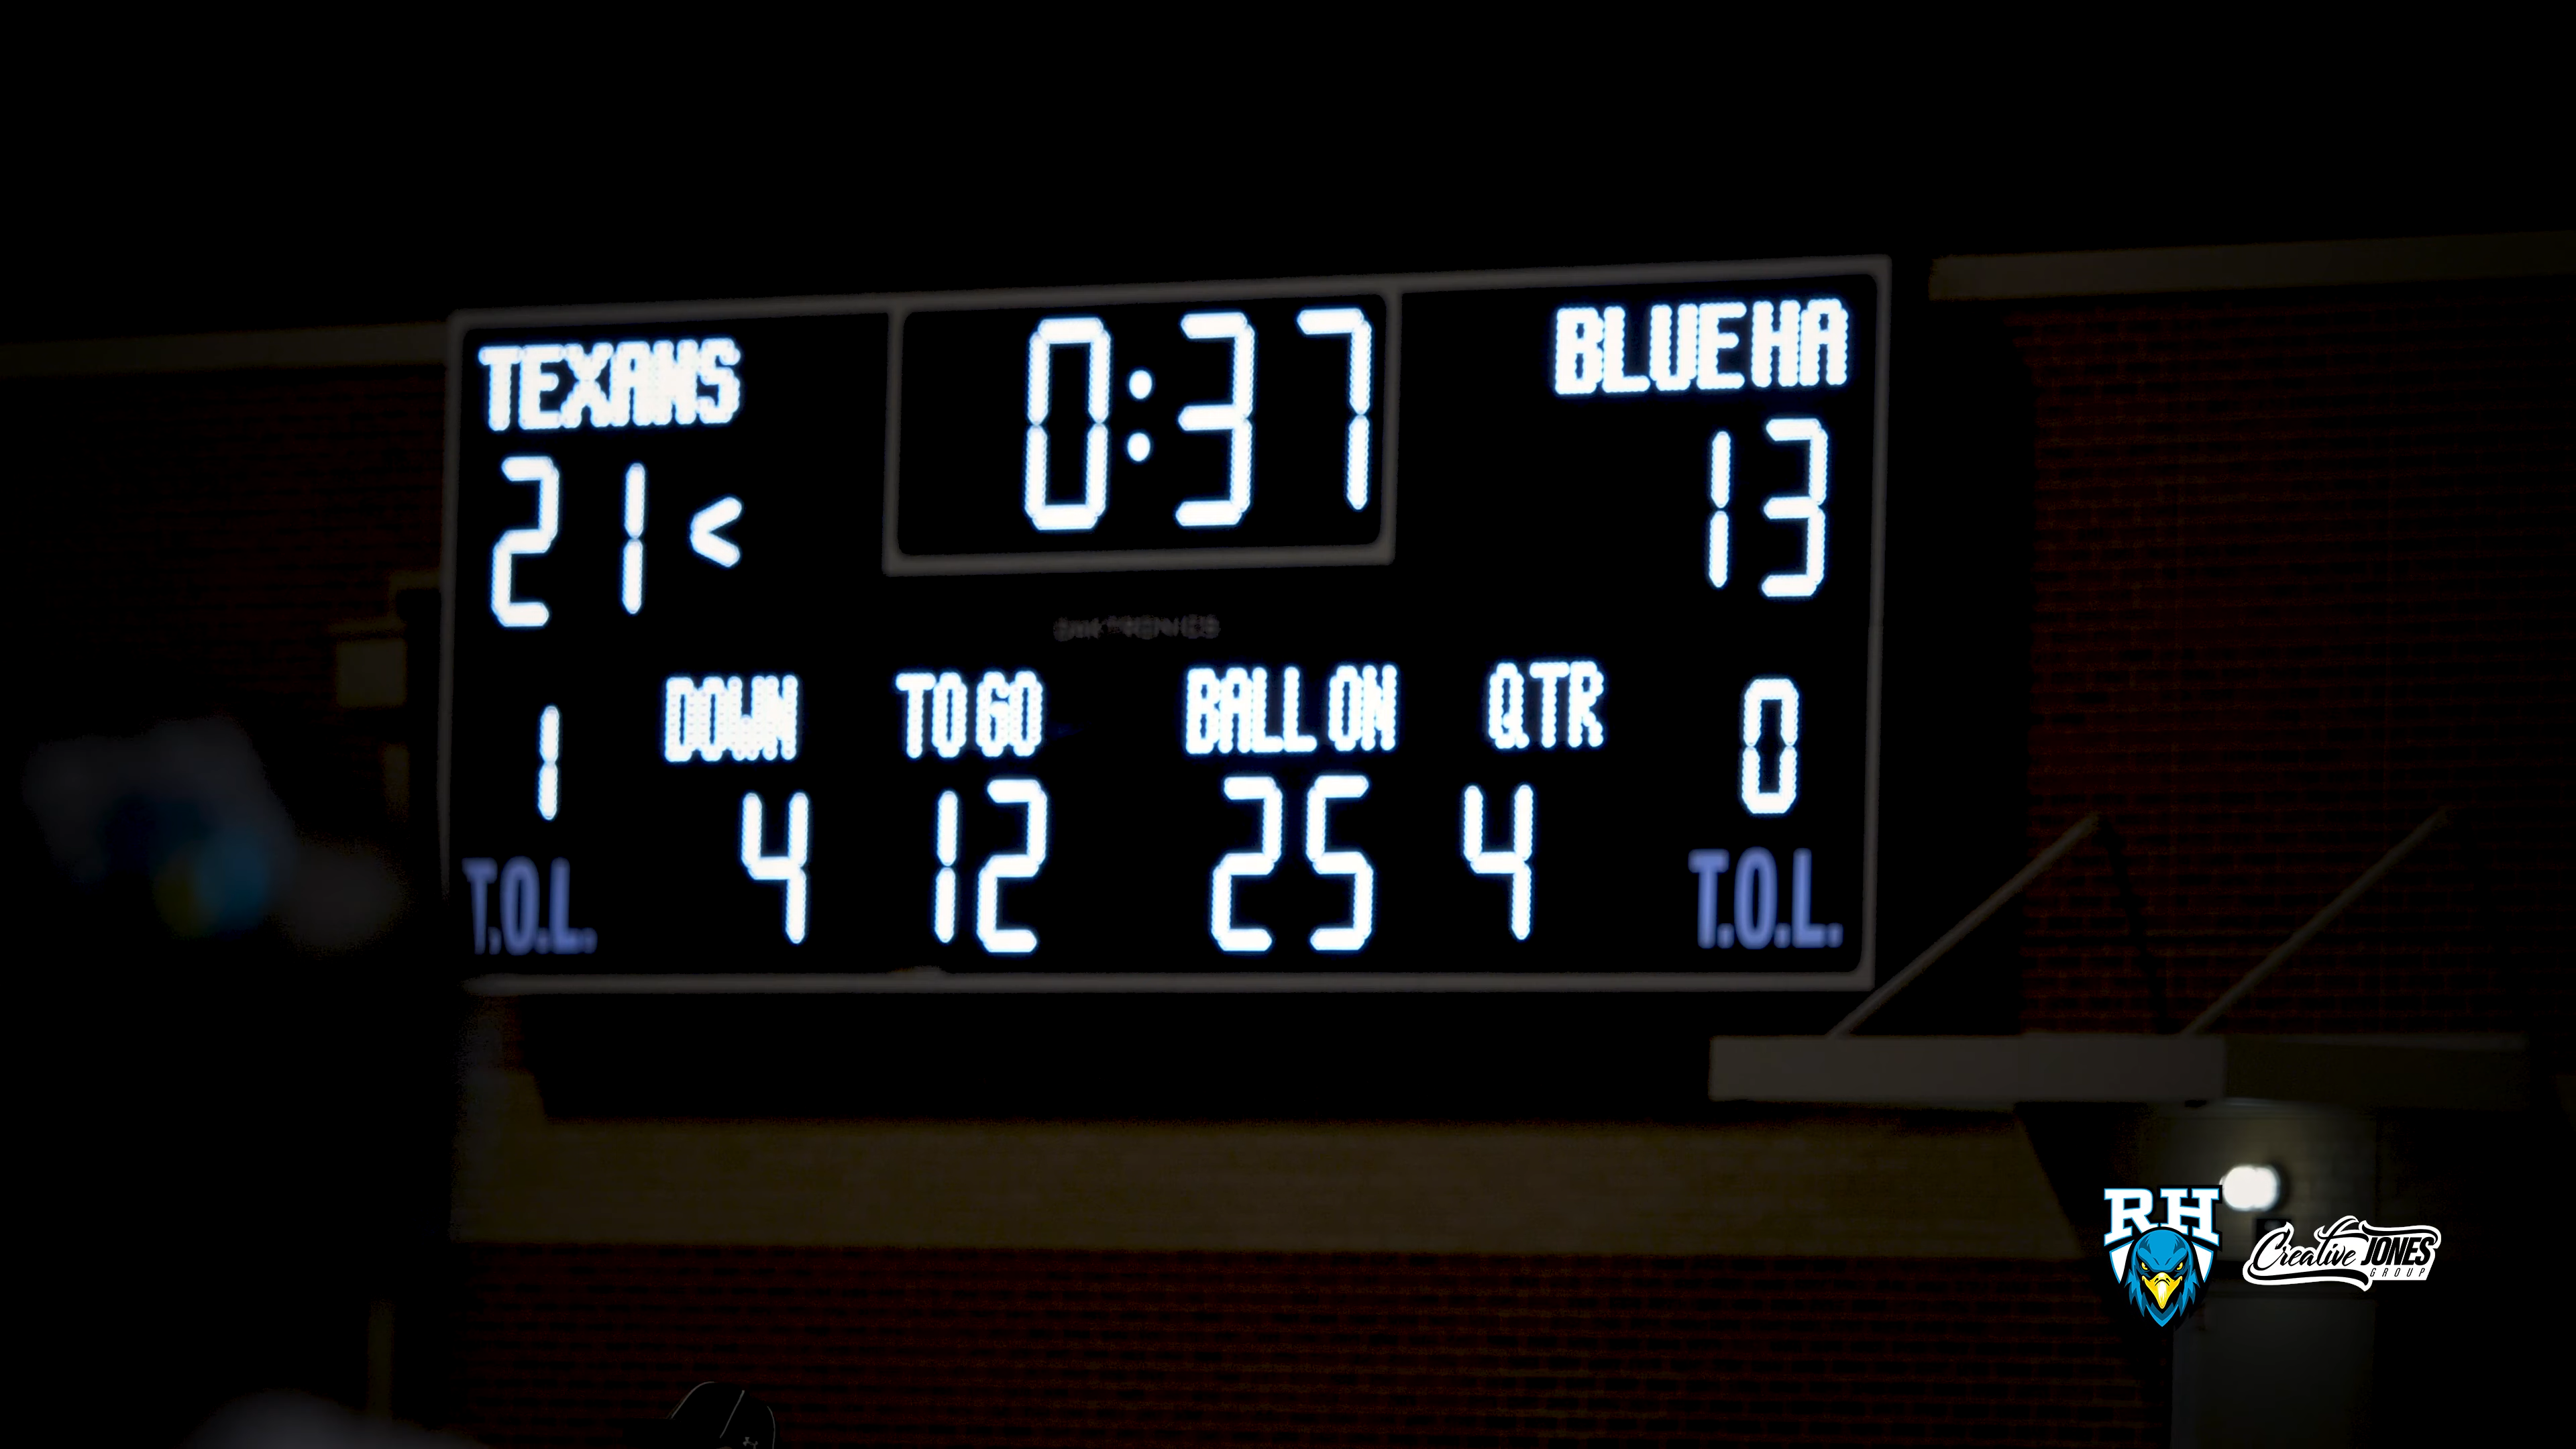 TEXANS 0:37 BLUEHA
21 < 13
DOWN TO GO BALL ON QTR
1 4 12 25 4 0
T.O.L. T.O.L.
RH
Creative JONES
GROUP